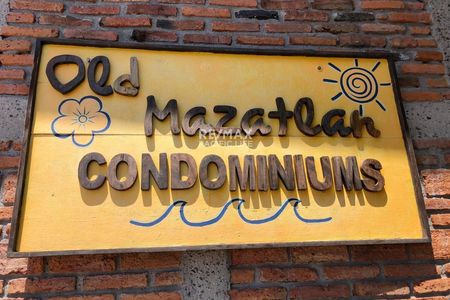 Old
Mazatlan
RE/MAX
CONDOMINIUMS